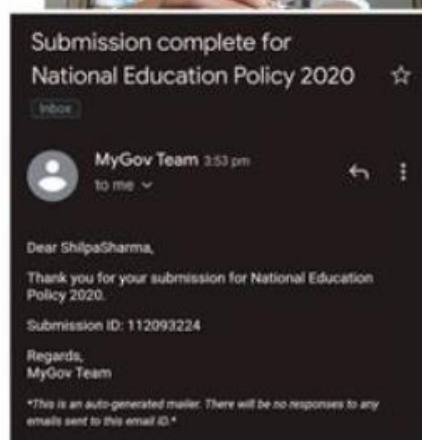 Submission complete for
National Education Policy 2020
Inbox
MyGov Team 3:53 pm
to me
Dear ShilpaSharma,
Thank you for your submission for National Education
Policy 2020.
Submission ID: 112093224
Regards,
MyGov Team
*This is an auto-generated mailer. There will be no responses to any
emails sent to this email ID.*